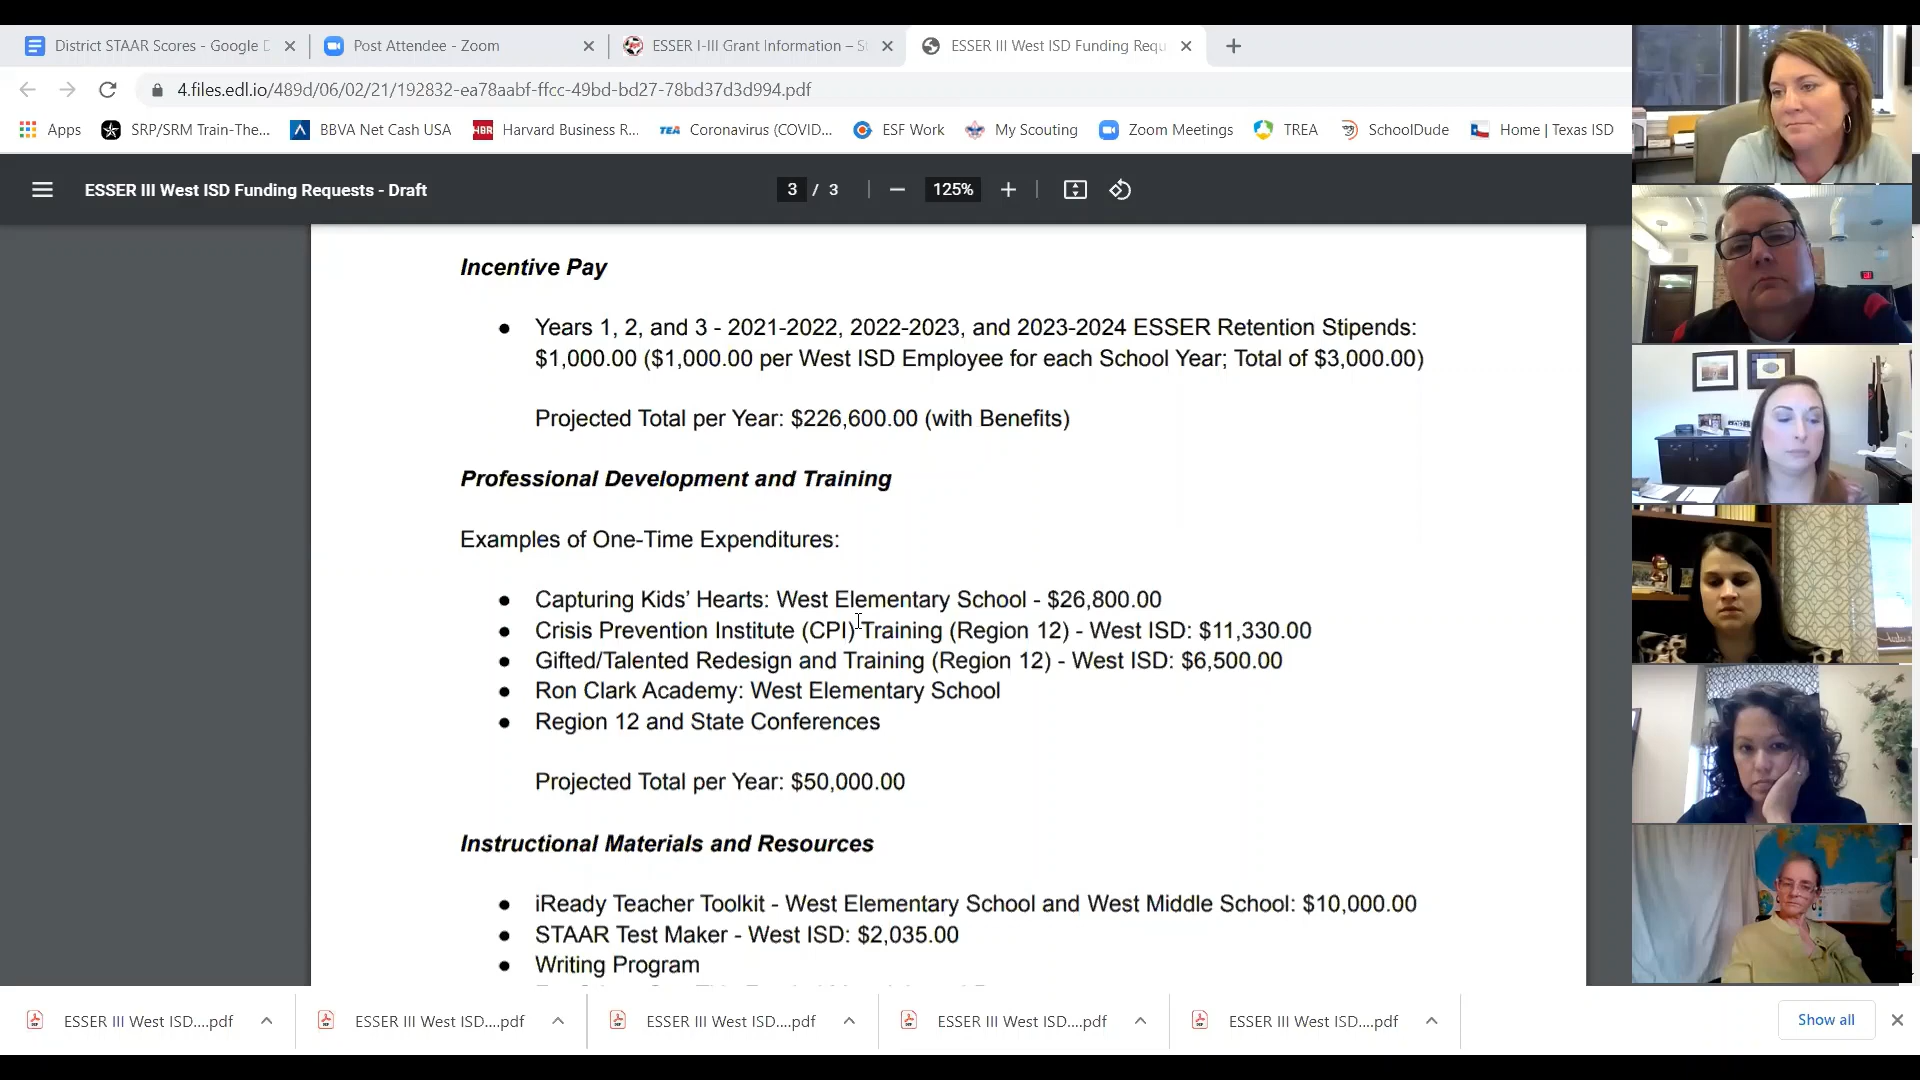 District STAAR Scores - Google D
Post Attendee - Zoom
ESSER I-III Grant Information – St
ESSER III West ISD Funding Requ
4.files.edl.io/489d/06/02/21/192832-ea78aabf-ffcc-49bd-bd27-78bd37d3d994.pdf
Apps
SRP/SRM Train-The...
BBVA Net Cash USA
HBR
Harvard Business R...
TEA
Coronavirus (COVID...
ESF Work
My Scouting
Zoom Meetings
TREA
SchoolDude
Home | Texas ISD
ESSER III West ISD Funding Requests - Draft
3 / 3
125%
Incentive Pay
● Years 1, 2, and 3 - 2021-2022, 2022-2023, and 2023-2024 ESSER Retention Stipends:
$1,000.00 ($1,000.00 per West ISD Employee for each School Year; Total of $3,000.00)
Projected Total per Year: $226,600.00 (with Benefits)
Professional Development and Training
Examples of One-Time Expenditures:
● Capturing Kids' Hearts: West Elementary School - $26,800.00
● Crisis Prevention Institute (CPI) Training (Region 12) - West ISD: $11,330.00
● Gifted/Talented Redesign and Training (Region 12) - West ISD: $6,500.00
● Ron Clark Academy: West Elementary School
● Region 12 and State Conferences
Projected Total per Year: $50,000.00
Instructional Materials and Resources
● iReady Teacher Toolkit - West Elementary School and West Middle School: $10,000.00
● STAAR Test Maker - West ISD: $2,035.00
● Writing Program
ESSER III West ISD....pdf
ESSER III West ISD....pdf
ESSER III West ISD....pdf
ESSER III West ISD....pdf
ESSER III West ISD....pdf
Show all